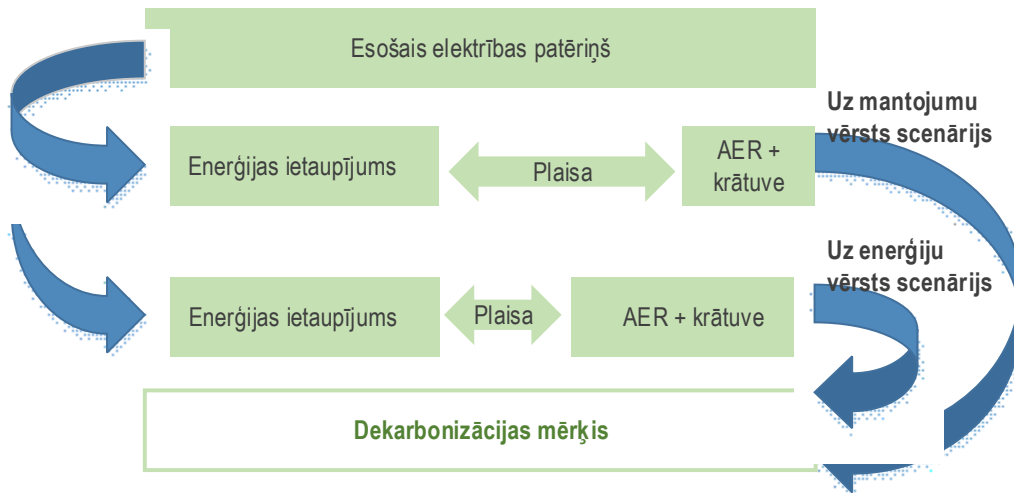 Esošais elektrības patēriņš
Uz mantojumu
vērsts scenārijs
Enerģijas ietaupījums
Plaisa
AER +
krātuve
Uz enerģiju
vērsts scenārijs
Enerģijas ietaupījums
Plaisa
AER + krātuve
Dekarbonizācijas mērķis